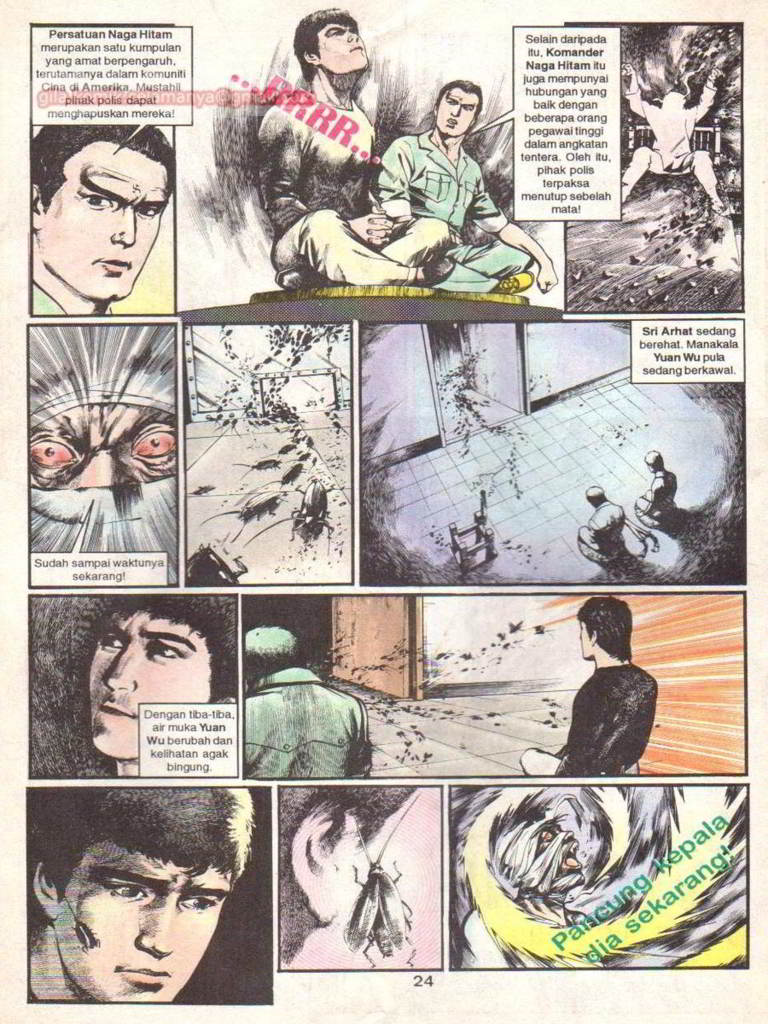 Persatuan Naga Hitam
merupakan satu kumpulan
yang amat berpengaruh,
terutamanya dalam komuniti
Cina di Amerika. Mustahil
pihak polis dapat
menghapuskan mereka!
...BRRR...
Selain daripada
itu, Komander
Naga Hitam itu
juga mempunyai
hubungan yang
baik dengan
beberapa orang
pegawai tinggi
dalam angkatan
tentera. Oleh itu,
pihak polis
terpaksa
menutup sebelah
mata!
Sudah sampai waktunya
sekarang!
Sri Arhat sedang
berehat. Manakala
Yuan Wu pula
sedang berkawal.
Dengan tiba-tiba,
air muka Yuan
Wu berubah dan
kelihatan agak
bingung.
Pancung kepala
dia sekarang!
24